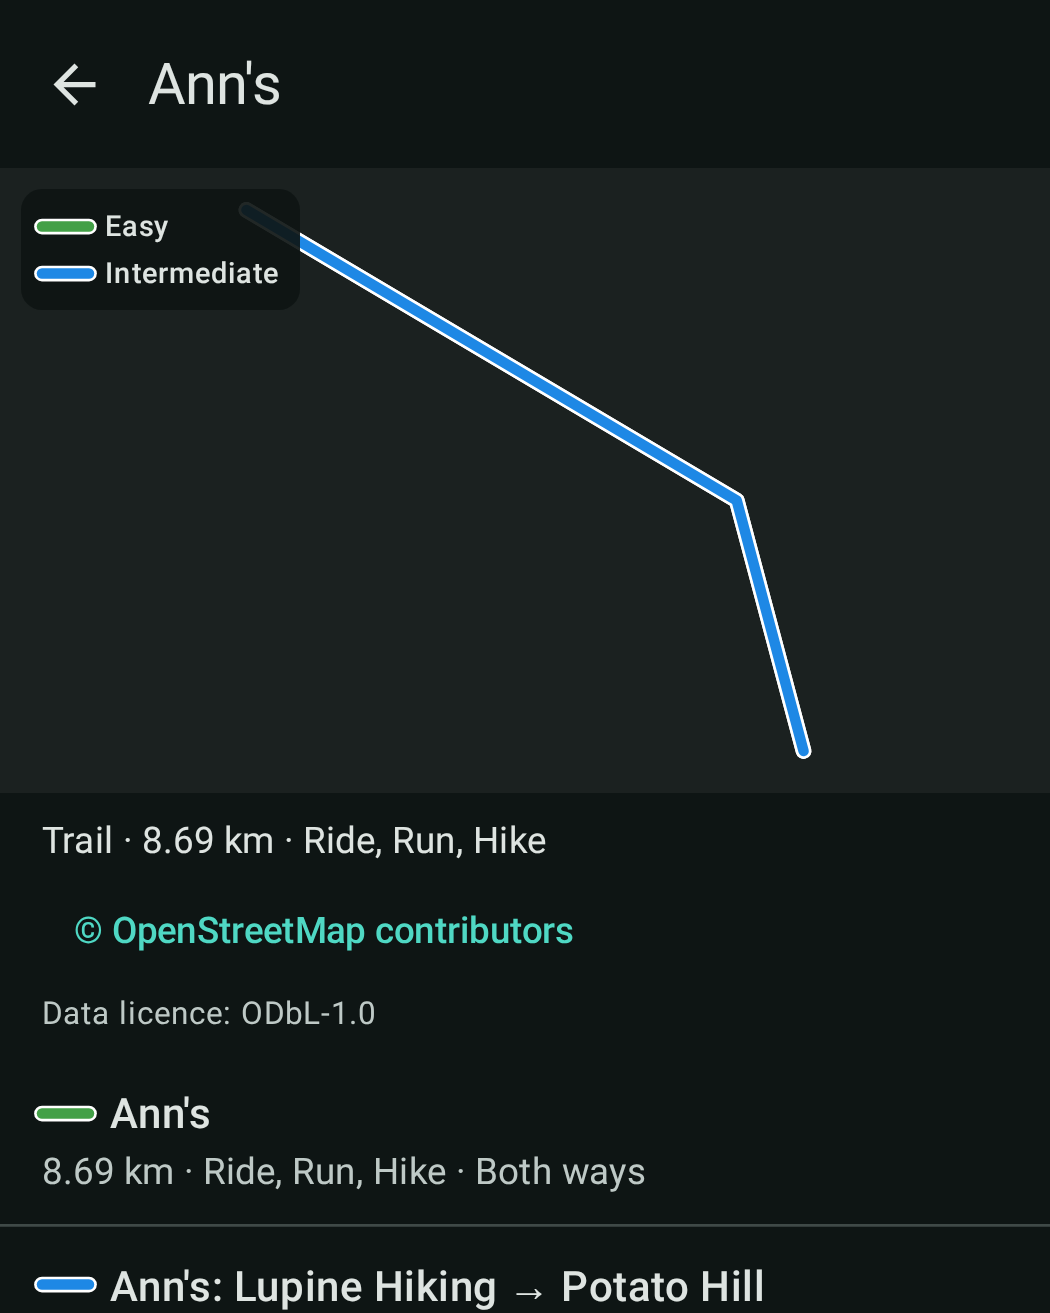 Ann's
Easy
Intermediate
Trail · 8.69 km · Ride, Run, Hike
© OpenStreetMap contributors
Data licence: ODbL-1.0
Ann's
8.69 km · Ride, Run, Hike · Both ways
Ann's: Lupine Hiking → Potato Hill